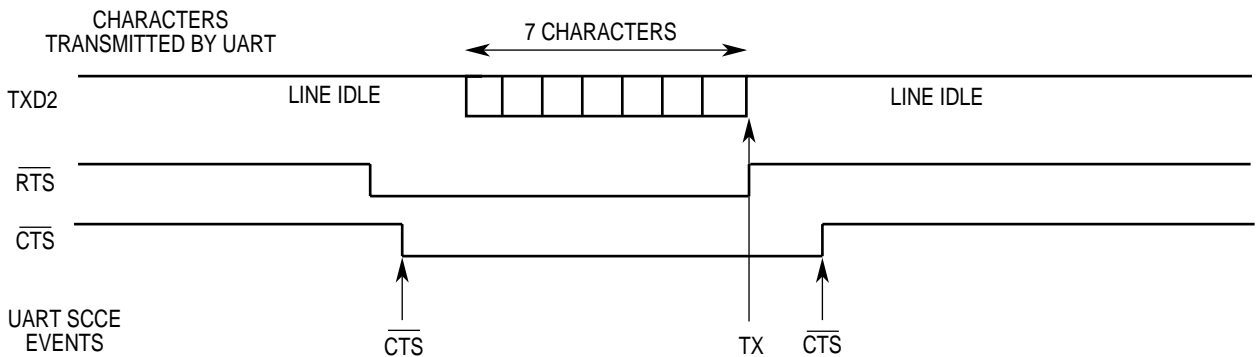 CHARACTERS
TRANSMITTED BY UART
7 CHARACTERS
TXD2
LINE IDLE
LINE IDLE
RTS
CTS
UART SCCE
EVENTS
CTS
TX
CTS